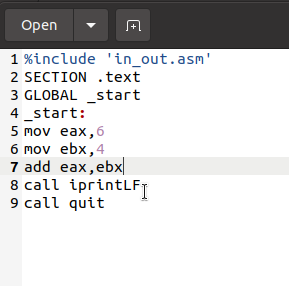 Open
1 %include 'in_out.asm'
2 SECTION .text
3 GLOBAL _start
4 _start:
5 mov eax,6
6 mov ebx,4
7 add eax,ebx
8 call iprintLF
9 call quit